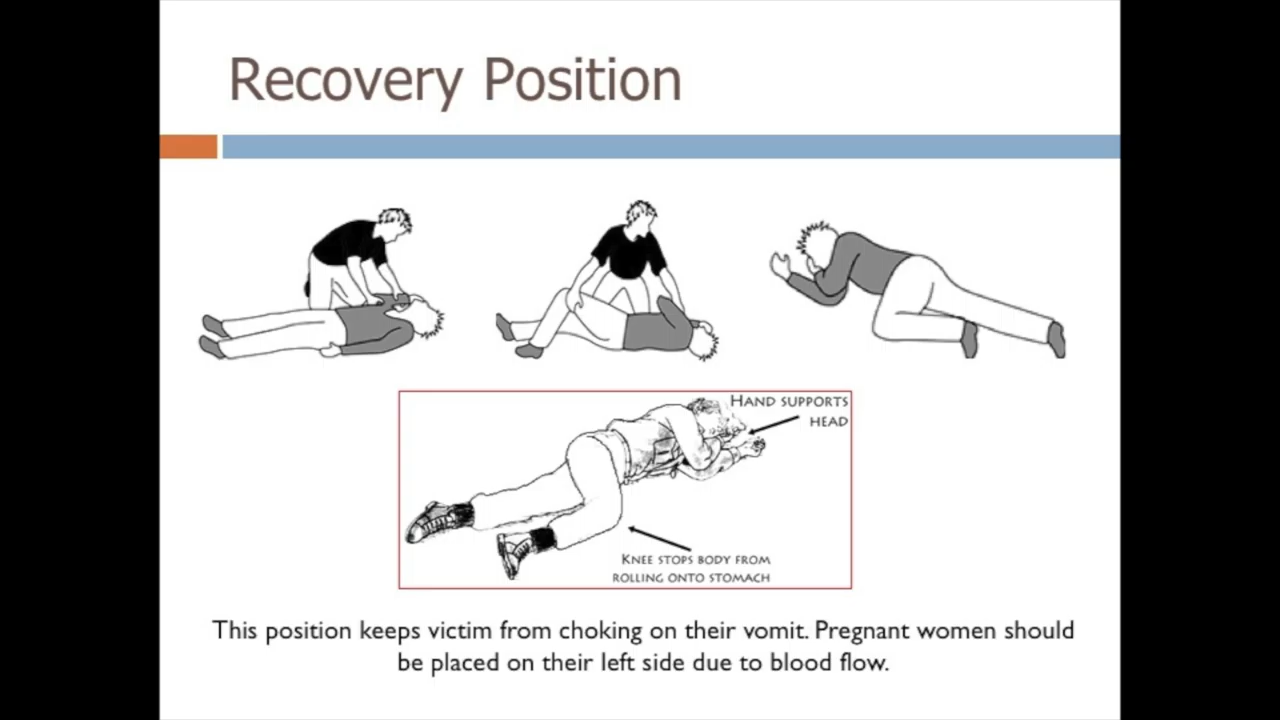 Recovery Position
HAND SUPPORTS
HEAD
KNEE STOPS BODY FROM
ROLLING ONTO STOMACH
This position keeps victim from choking on their vomit. Pregnant women should
be placed on their left side due to blood flow.